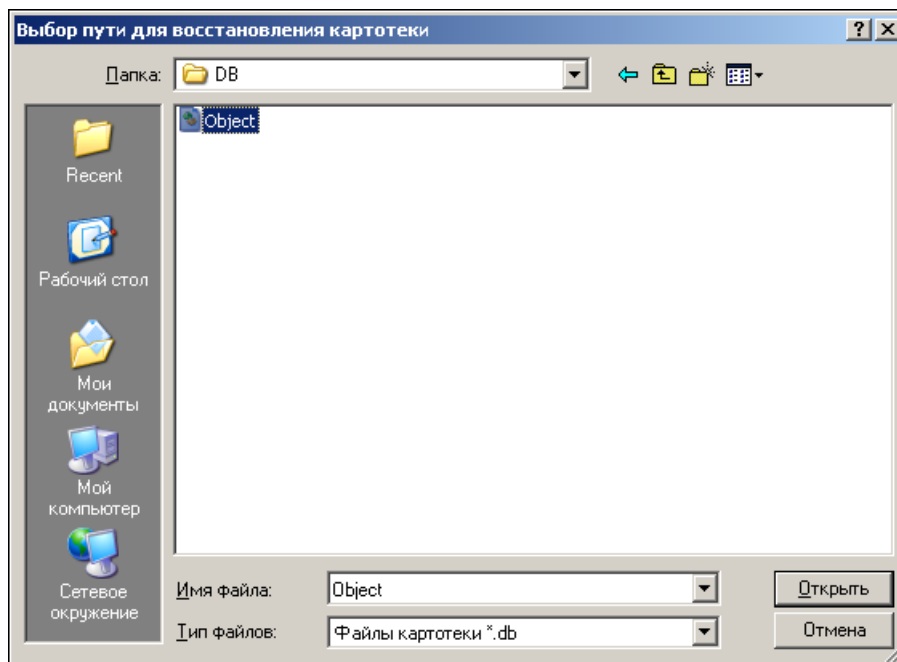 Выбор пути для восстановления картотеки
Папка: DB
Object
Recent
Рабочий стол
Мои
документы
Мой
компьютер
Сетевое
окружение
Имя файла: Object Открыть
Тип файлов: Файлы картотеки *.db Отмена